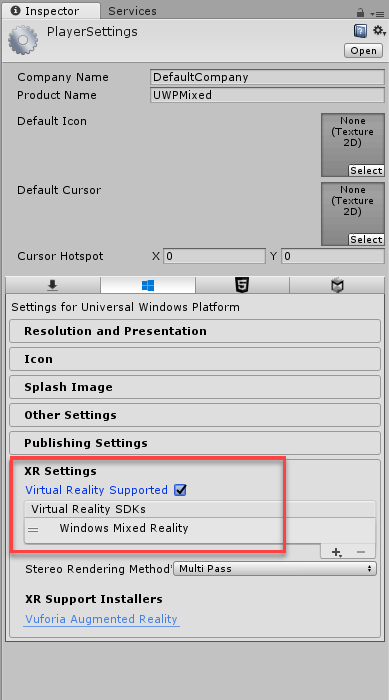 Inspector Services
PlayerSettings
Open
Company Name DefaultCompany
Product Name UWPMixed
Default Icon
None
(Texture
2D)
Select
Default Cursor
None
(Texture
2D)
Select
Cursor Hotspot X 0 Y 0
Settings for Universal Windows Platform
Resolution and Presentation
Icon
Splash Image
Other Settings
Publishing Settings
XR Settings
Virtual Reality Supported
Virtual Reality SDKs
Windows Mixed Reality
Stereo Rendering Method* Multi Pass
XR Support Installers
Vuforia Augmented Reality